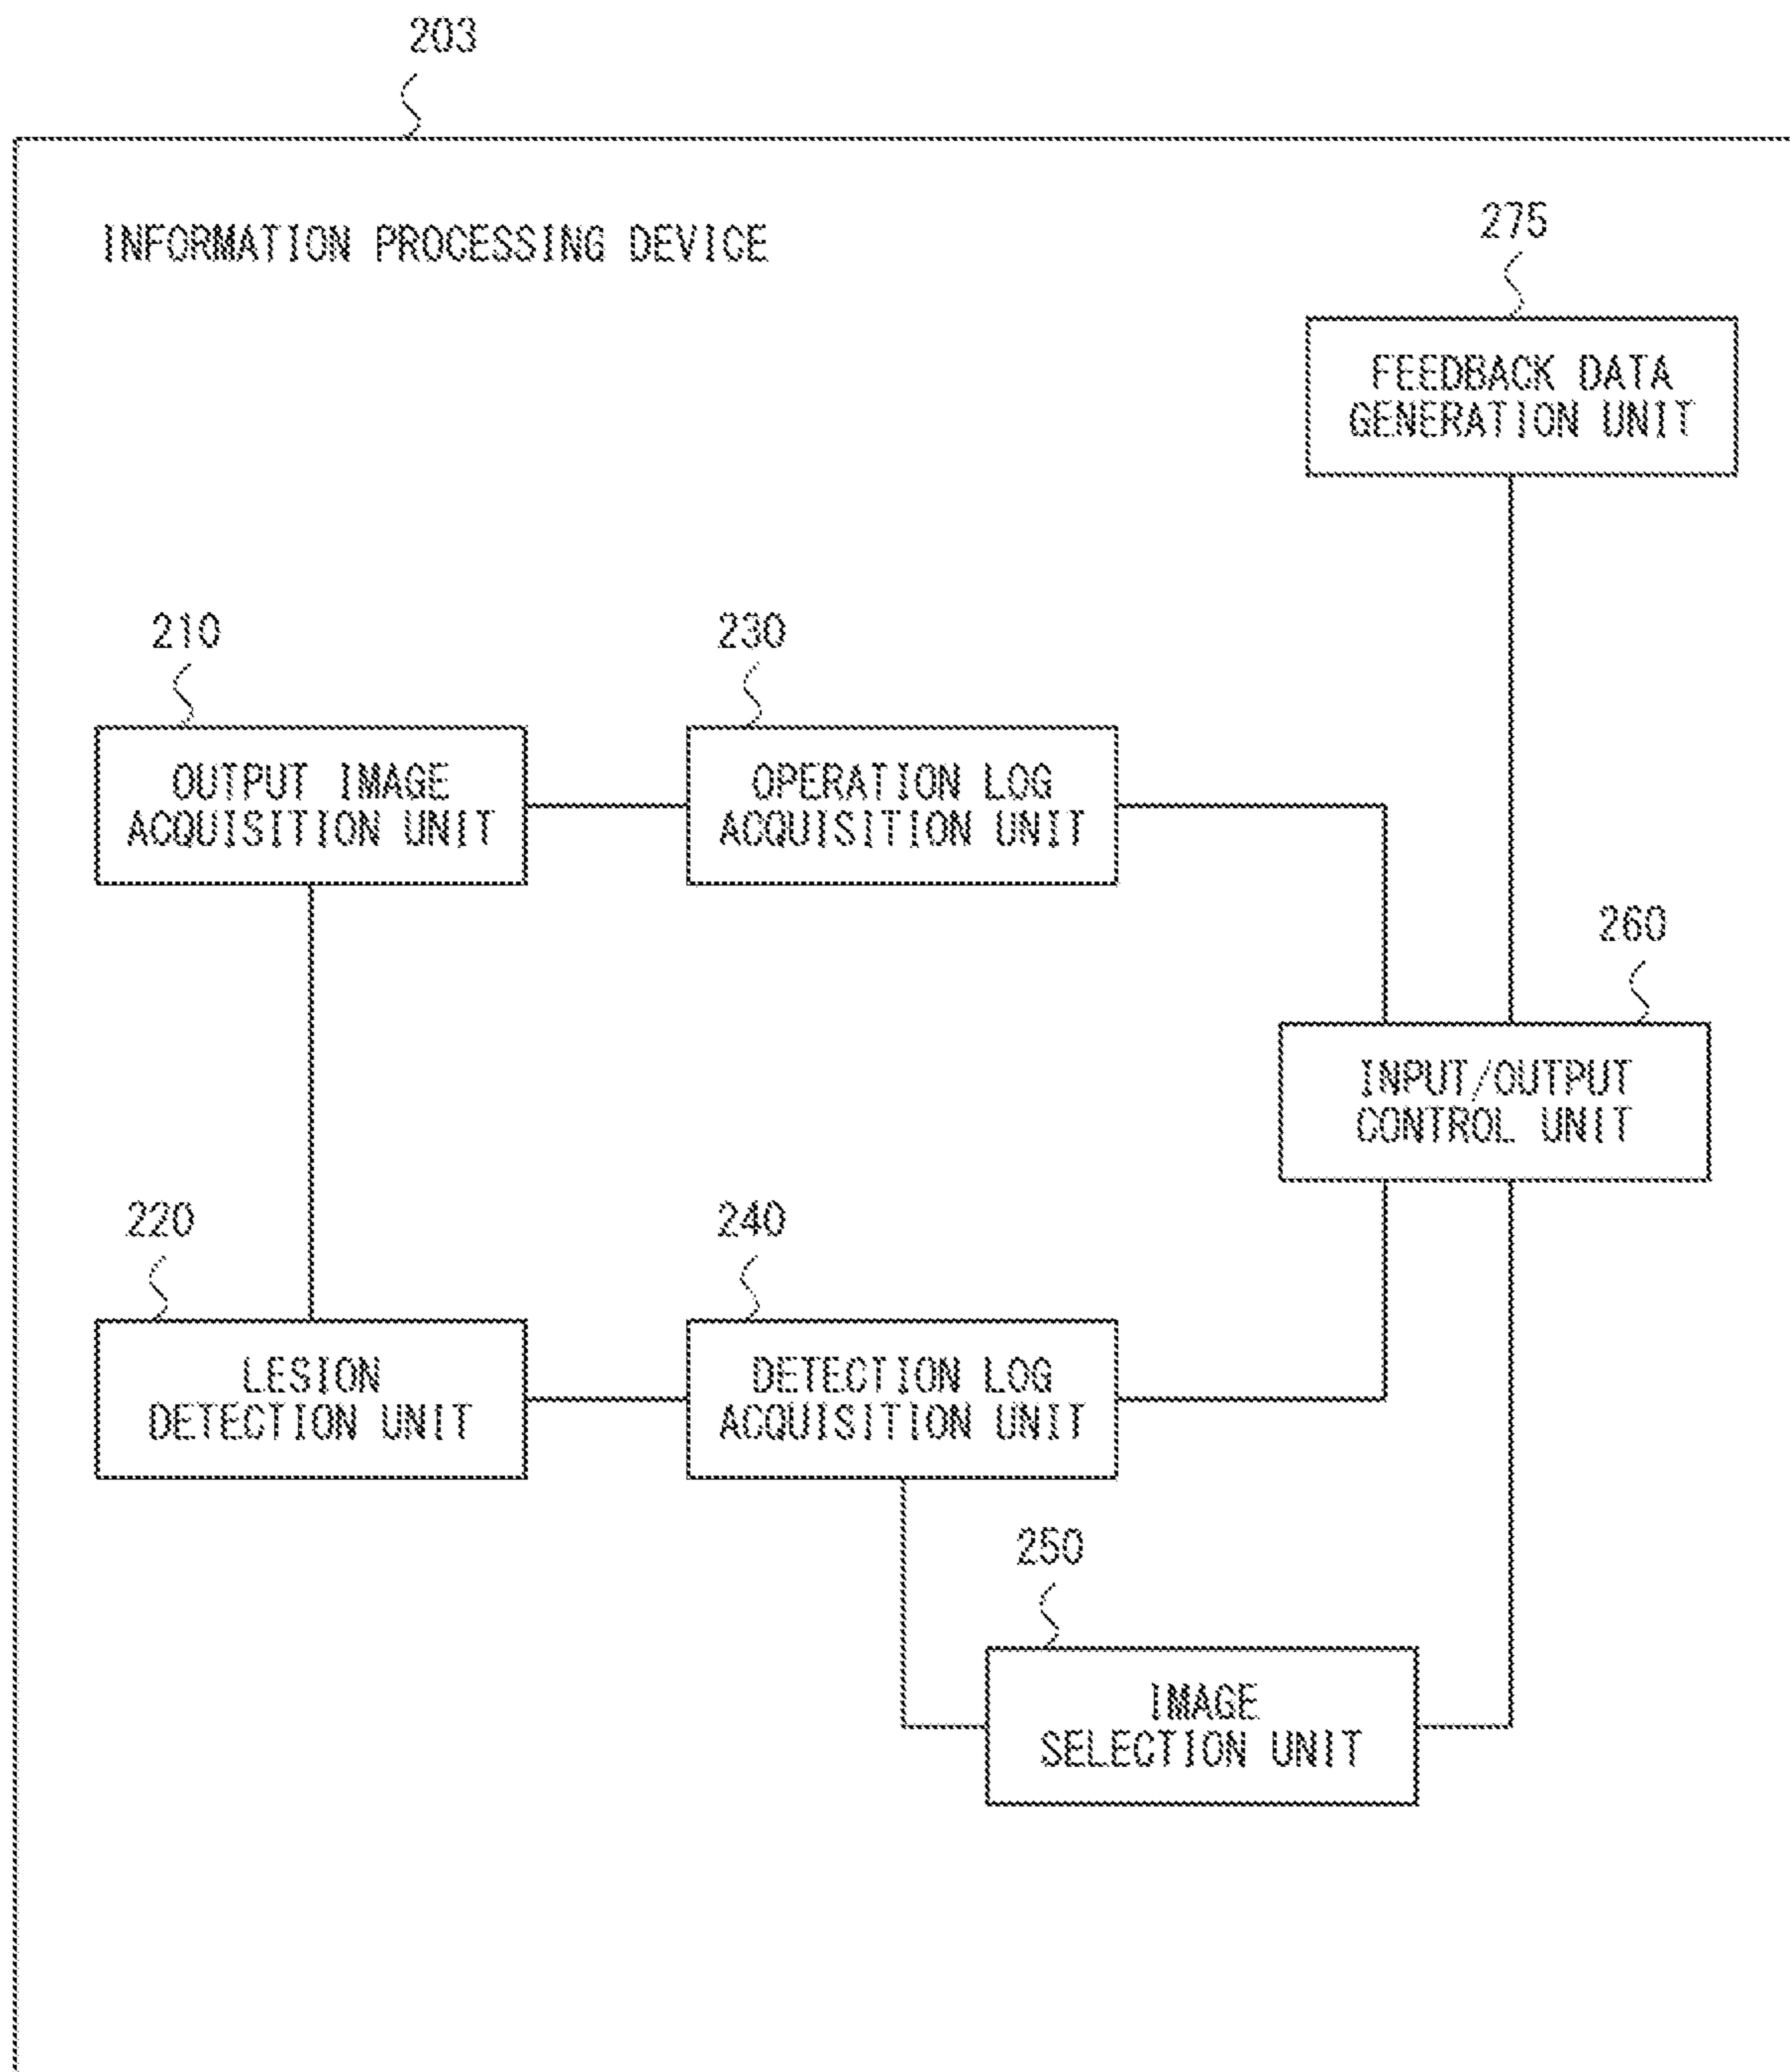 203
INFORMATION PROCESSING DEVICE
275
FEEDBACK DATA
GENERATION UNIT
210
OUTPUT IMAGE
ACQUISITION UNIT
230
OPERATION LOG
ACQUISITION UNIT
260
INPUT/OUTPUT
CONTROL UNIT
220
LESION
DETECTION UNIT
240
DETECTION LOG
ACQUISITION UNIT
250
IMAGE
SELECTION UNIT